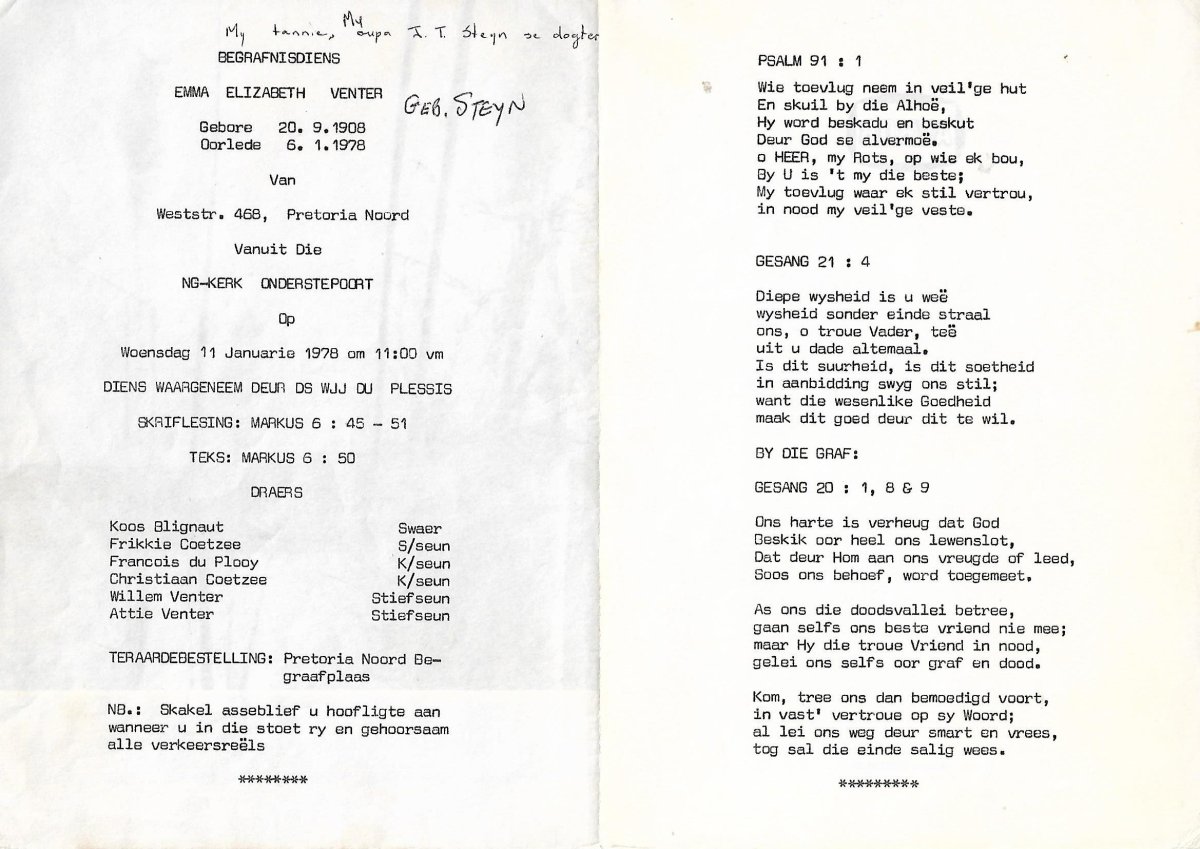 My tannie, My oupa I. T. Steyn se dogter
BEGRAFNISDIENS
EMMA ELIZABETH VENTER
GEB. STEYN
Gebore 20. 9.1908
Oorlede 6. 1.1978
Van
Weststr. 468, Pretoria Noord
Vanuit Die
NG-KERK ONDERSTEPOORT
Op
Woensdag 11 Januarie 1978 om 11:00 vm
DIENS WAARGENEEM DEUR DS WJJ DU PLESSIS
SKRIFLESING: MARKUS 6 : 45 - 51
TEKS: MARKUS 6 : 50
DRAERS
Koos Blignaut Swaer
Frikkie Coetzee S/seun
Francois du Plooy K/seun
Christiaan Coetzee K/seun
Willem Venter Stiefseun
Attie Venter Stiefseun
TERAARDEBESTELLING: Pretoria Noord Be-
graafplaas
NB.: Skakel asseblief u hoofligte aan
wanneer u in die stoet ry en gehoorsaam
alle verkeersreëls
********
PSALM 91 : 1
Wie toevlug neem in veil'ge hut
En skuil by die Alhoë,
Hy word beskadu en beskut
Deur God se alvermoë.
o HEER, my Rots, op wie ek bou,
By U is 't my die beste;
My toevlug waar ek stil vertrou,
in nood my veil'ge veste.
GESANG 21 : 4
Diepe wysheid is u weë
wysheid sonder einde straal
ons, o troue Vader, teë
uit u dade altemaal.
Is dit suurheid, is dit soetheid
in aanbidding swyg ons stil;
want die wesenlike Goedheid
maak dit goed deur dit te wil.
BY DIE GRAF:
GESANG 20 : 1, 8 & 9
Ons harte is verheug dat God
Beskik oor heel ons lewenslot,
Dat deur Hom aan ons vreugde of leed,
Soos ons behoef, word toegemeet.
As ons die doodsvallei betree,
gaan selfs ons beste vriend nie mee;
maar Hy die troue Vriend in nood,
gelei ons selfs oor graf en dood.
Kom, tree ons dan bemoedigd voort,
in vast' vertroue op sy Woord;
al lei ons weg deur smart en vrees,
tog sal die einde salig wees.
*********